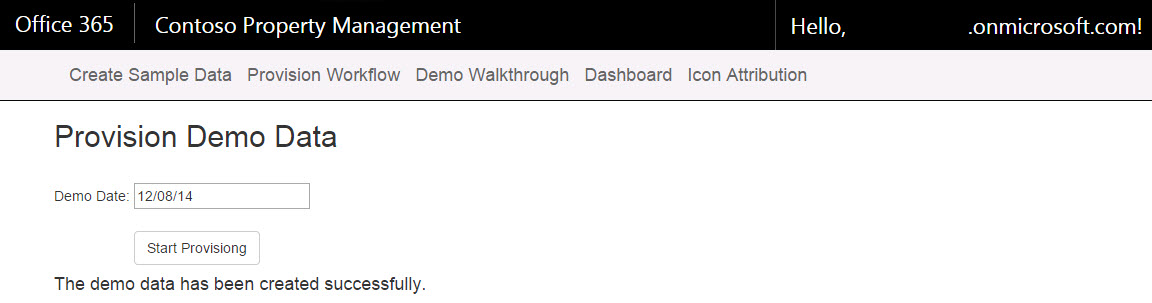 Office 365 Contoso Property Management Hello, .onmicrosoft.com!
Create Sample Data Provision Workflow Demo Walkthrough Dashboard Icon Attribution
Provision Demo Data
Demo Date: 12/08/14
Start Provisiong
The demo data has been created successfully.